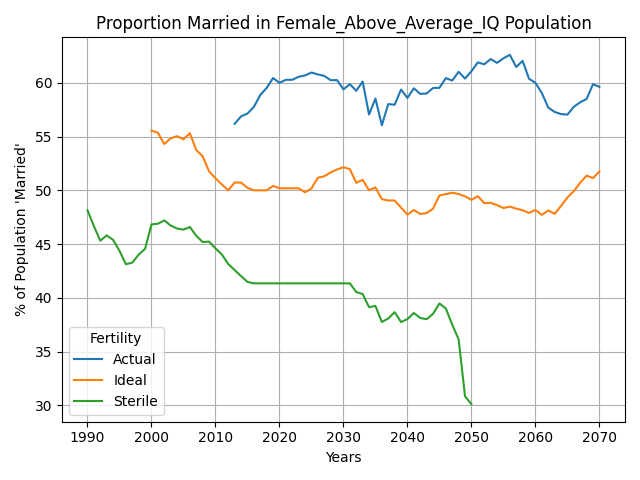 Proportion Married in Female_Above_Average_IQ Population
% of Population 'Married'
60
55
50
45
40
35
30
Fertility
Actual
Ideal
Sterile
1990 2000 2010 2020 2030 2040 2050 2060 2070
Years